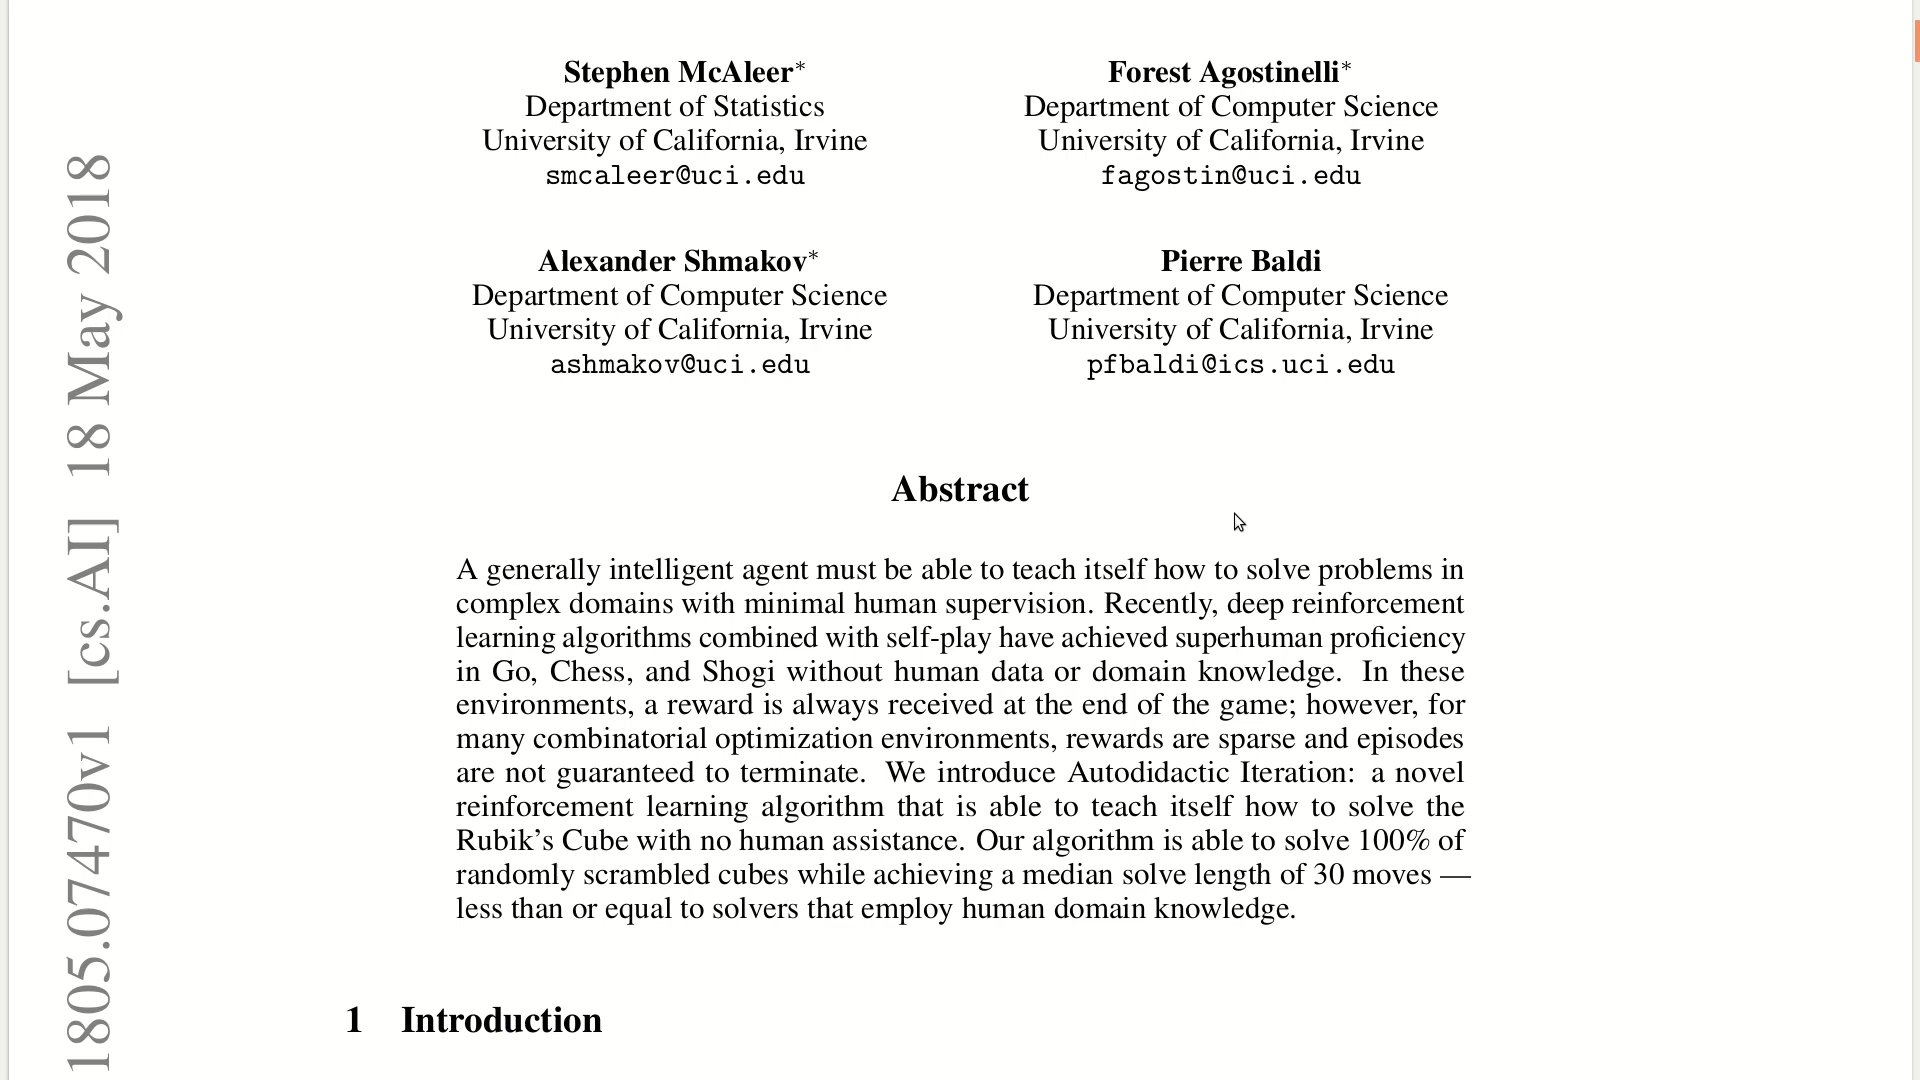 Stephen McAleer*
Department of Statistics
University of California, Irvine
smcaleer@uci.edu
Forest Agostinelli*
Department of Computer Science
University of California, Irvine
fagostin@uci.edu
Alexander Shmakov*
Department of Computer Science
University of California, Irvine
ashmakov@uci.edu
Pierre Baldi
Department of Computer Science
University of California, Irvine
pfbaldi@ics.uci.edu
Abstract
A generally intelligent agent must be able to teach itself how to solve problems in
complex domains with minimal human supervision. Recently, deep reinforcement
learning algorithms combined with self-play have achieved superhuman proficiency
in Go, Chess, and Shogi without human data or domain knowledge. In these
environments, a reward is always received at the end of the game; however, for
many combinatorial optimization environments, rewards are sparse and episodes
are not guaranteed to terminate. We introduce Autodidactic Iteration: a novel
reinforcement learning algorithm that is able to teach itself how to solve the
Rubik’s Cube with no human assistance. Our algorithm is able to solve 100% of
randomly scrambled cubes while achieving a median solve length of 30 moves —
less than or equal to solvers that employ human domain knowledge.
1 Introduction
1805.07470v1 [cs.AI] 18 May 2018